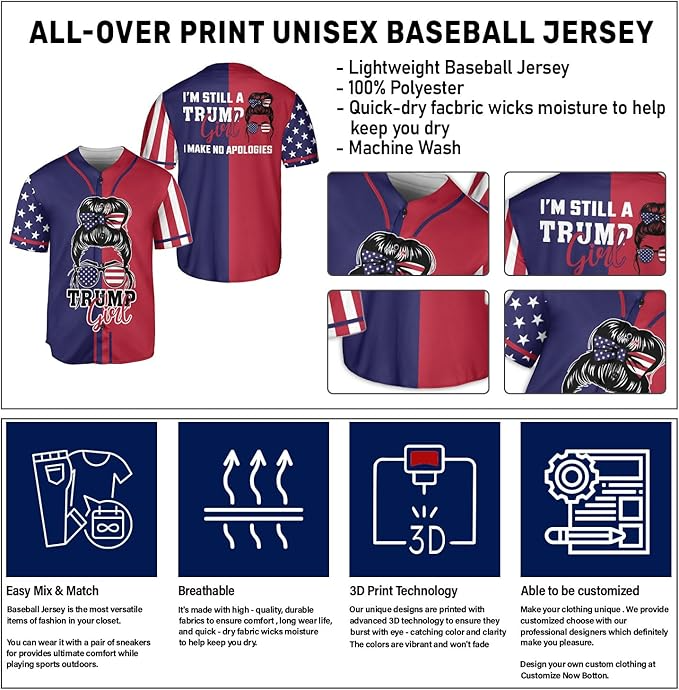 ALL-OVER PRINT UNISEX BASEBALL JERSEY
- Lightweight Baseball Jersey
- 100% Polyester
- Quick-dry facbric wicks moisture to help
keep you dry
- Machine Wash
I'M STILL A
TRUMP
Girl
I MAKE NO APOLOGIES
TRUMP
Girl
I'M STILL A
TRUMP
Girl
3D
Easy Mix & Match
Baseball Jersey is the most versatile
items of fashion in your closet.
You can wear it with a pair of sneakers
for provides ultimate comfort while
playing sports outdoors.
Breathable
It's made with high - quality, durable
fabrics to ensure comfort , long wear life,
and quick - dry fabric wicks moisture
to help keep you dry.
3D Print Technology
Our unique designs are printed with
advanced 3D technology to ensure they
burst with eye - catching color and clarity
The colors are vibrant and won't fade
Able to be customized
Make your clothing unique . We provide
customized choose with our
professional designers which definitely
make you pleasure.
Design your own custom clothing at
Customize Now Botton.